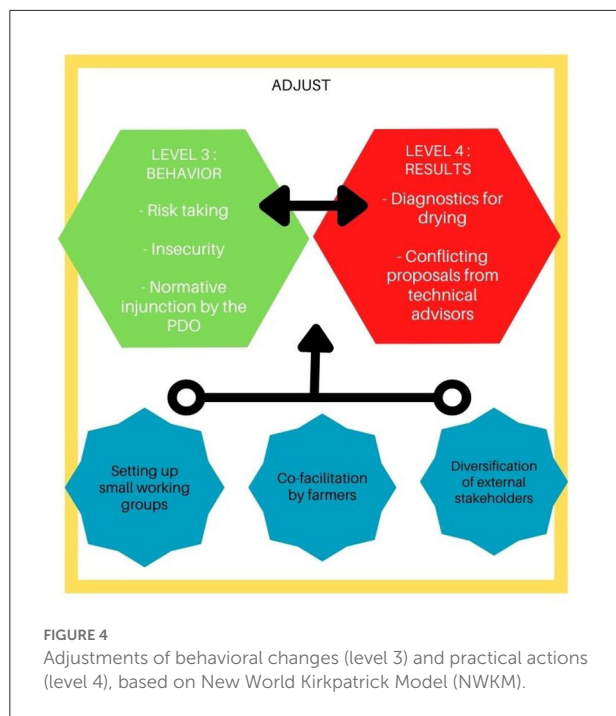 ADJUST
LEVEL 3 :
BEHAVIOR
- Risk taking
- Insecurity
- Normative
injunction by the
PDO
LEVEL 4 :
RESULTS
- Diagnostics for
drying
- Conflicting
proposals from
technical
advisors
Setting up
small working
groups
Co-facilitation
by farmers
Diversification
of external
stakeholders
FIGURE 4
Adjustments of behavioral changes (level 3) and practical actions
(level 4), based on New World Kirkpatrick Model (NWKM).